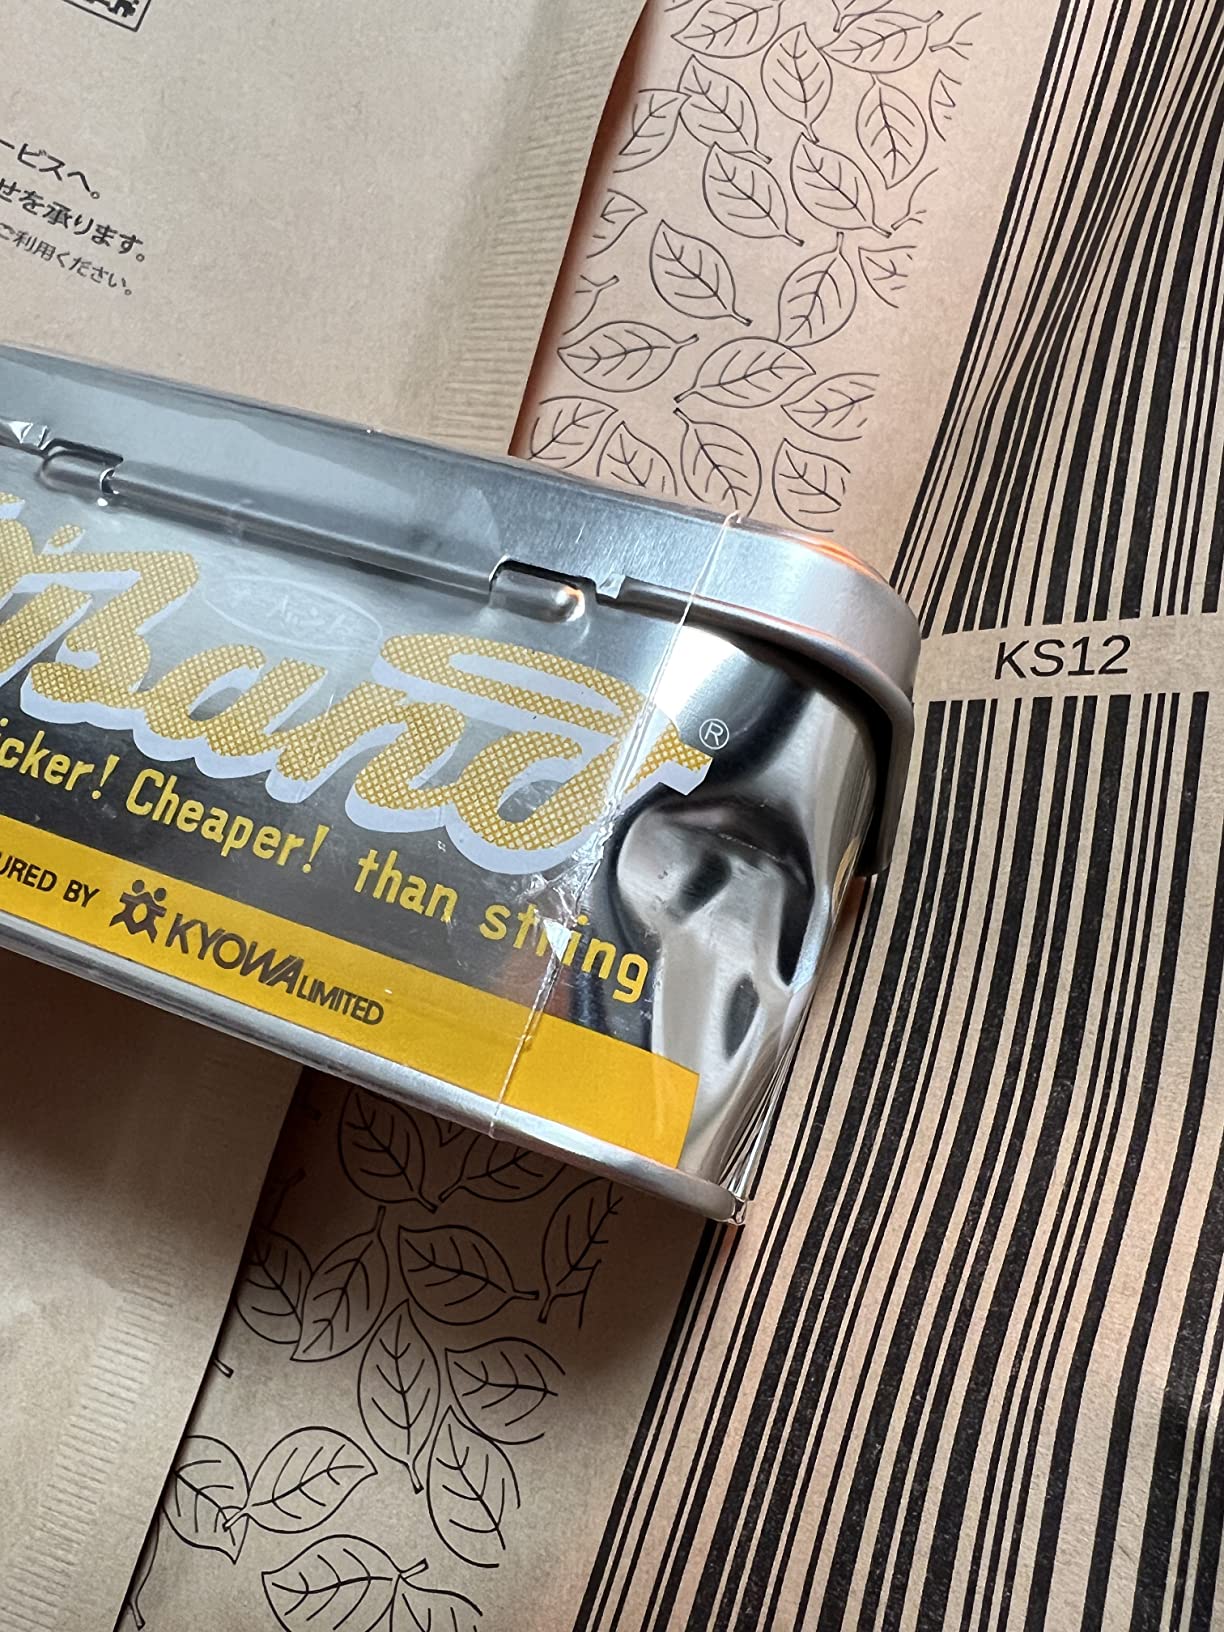 ービスへ。
せを承ります。
ご利用ください。
KS12
Band®
icker! Cheaper! than string
URED BY KYOWA LIMITED